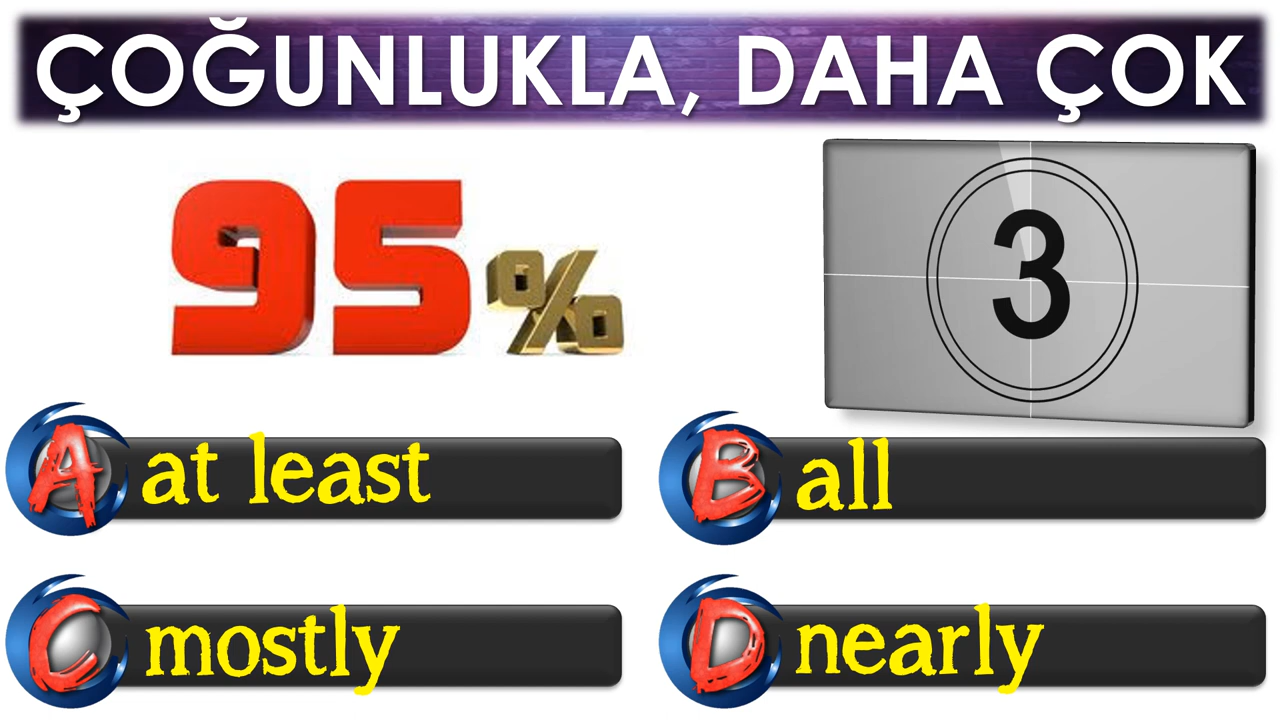 ÇOĞUNLUKLA, DAHA ÇOK
95%
3
A at least
B all
C mostly
D nearly